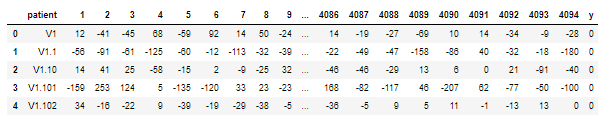 patient 1 2 3 4 5 6 7 8 9 ... 4086 4087 4088 4089 4090 4091 4092 4093 4094 y
0 V1 12 -41 -45 68 -59 92 14 50 -24 ... 14 -19 -27 -69 10 14 -34 -9 -28 0
1 V1.1 -56 -91 -61 -125 -60 -12 -113 -32 -39 ... -22 -49 -47 -158 -86 40 -32 -18 -180 0
2 V1.10 14 41 25 -58 -15 2 -9 -25 32 ... -46 -46 -29 13 6 0 21 -91 -40 0
3 V1.101 -159 253 124 5 -135 -120 33 23 -23 ... 168 -82 -117 46 -207 62 -77 -50 -100 0
4 V1.102 34 -16 -22 9 -39 -19 -29 -38 -5 ... -36 -5 9 5 11 -1 -13 13 0 0